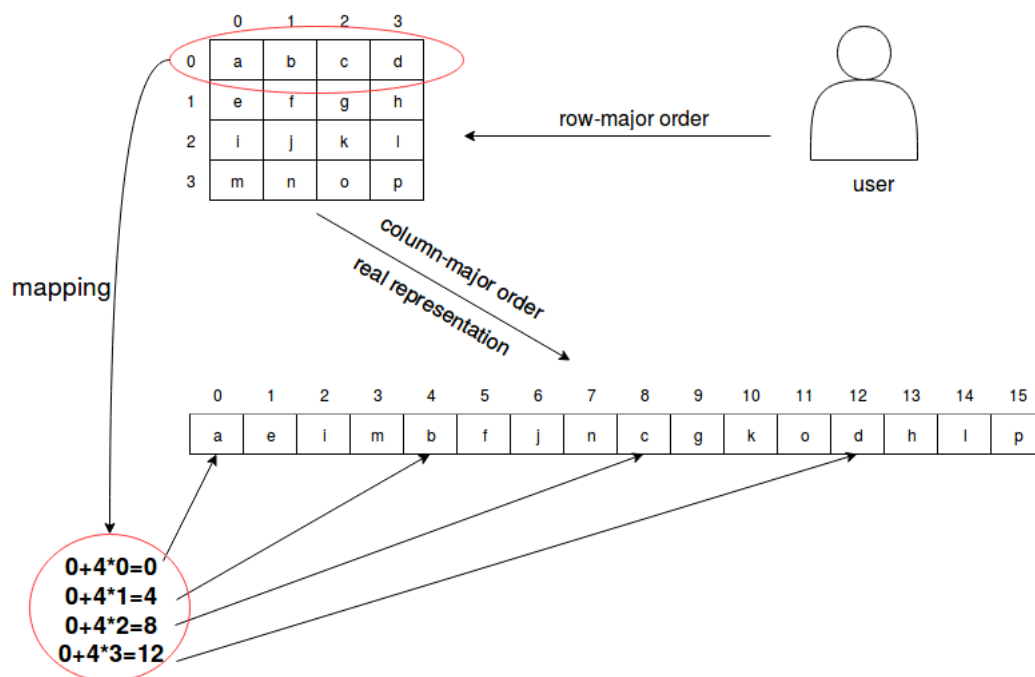 0 1 2 3
0 a b c d
1 e f g h
2 i j k l
3 m n o p
row-major order
user
mapping
column-major order
real representation
0 1 2 3 4 5 6 7 8 9 10 11 12 13 14 15
a e i m b f j n c g k o d h l p
0+4*0=0
0+4*1=4
0+4*2=8
0+4*3=12